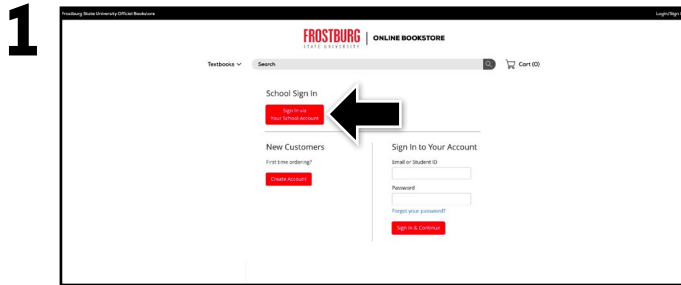 1
Frostburg State University Official Bookstore
Login/Sign
FROSTBURG
STATE UNIVERSITY
ONLINE BOOKSTORE
Textbooks
Search
Cart (0)
School Sign In
Sign In via
Your School Account
New Customers
First time ordering?
Create Account
Sign In to Your Account
Email or Student ID
Password
Forgot your password?
Sign In & Continue